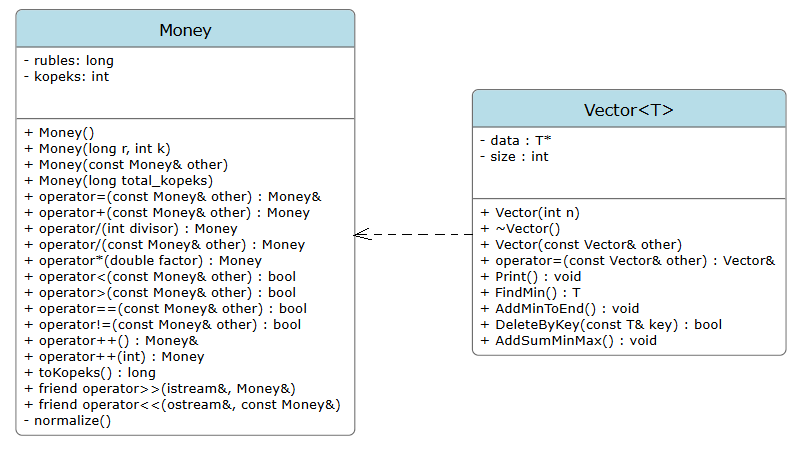 Money
- rubles: long
- kopeks: int
+ Money()
+ Money(long r, int k)
+ Money(const Money& other)
+ Money(long total_kopeks)
+ operator=(const Money& other) : Money&
+ operator+(const Money& other) : Money
+ operator/(int divisor) : Money
+ operator/(const Money& other) : Money
+ operator*(double factor) : Money
+ operator<(const Money& other) : bool
+ operator>(const Money& other) : bool
+ operator==(const Money& other) : bool
+ operator!=(const Money& other) : bool
+ operator++() : Money&
+ operator++(int) : Money
+ toKopeks() : long
+ friend operator>>(istream&, Money&)
+ friend operator<<(ostream&, const Money&)
- normalize()
Vector<T>
- data : T*
- size : int
+ Vector(int n)
+ ~Vector()
+ Vector(const Vector& other)
+ operator=(const Vector& other) : Vector&
+ Print() : void
+ FindMin() : T
+ AddMinToEnd() : void
+ DeleteByKey(const T& key) : bool
+ AddSumMinMax() : void